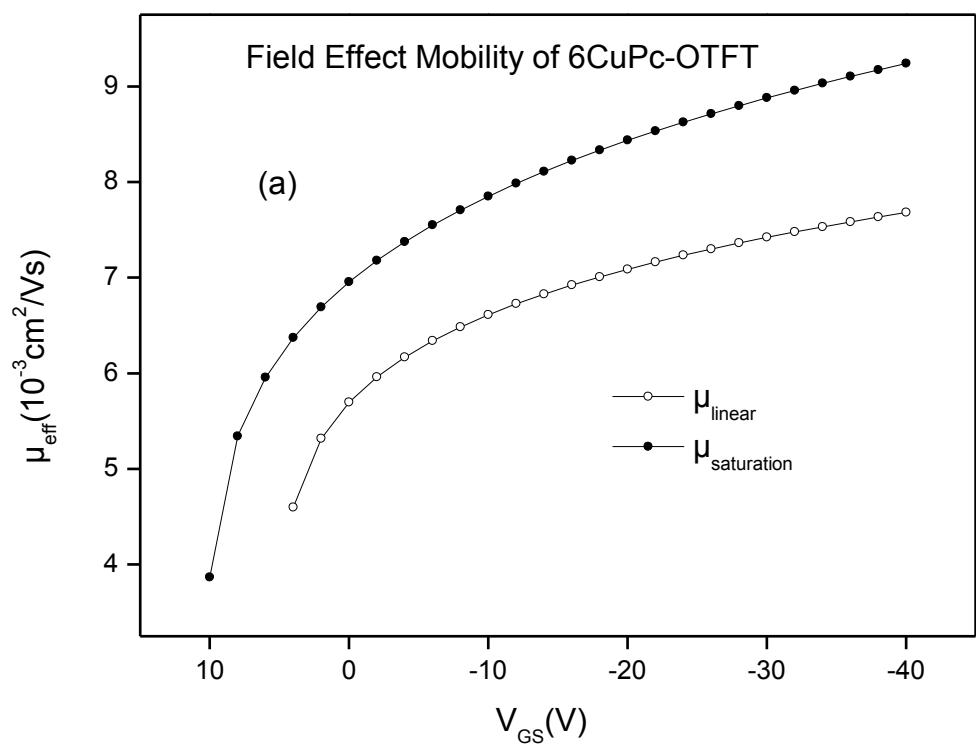 Field Effect Mobility of 6CuPc-OTFT
(a)
μeff(10⁻³cm²/Vs)
9
8
7
6
5
4
μlinear
μsaturation
10 0 -10 -20 -30 -40
VGS(V)